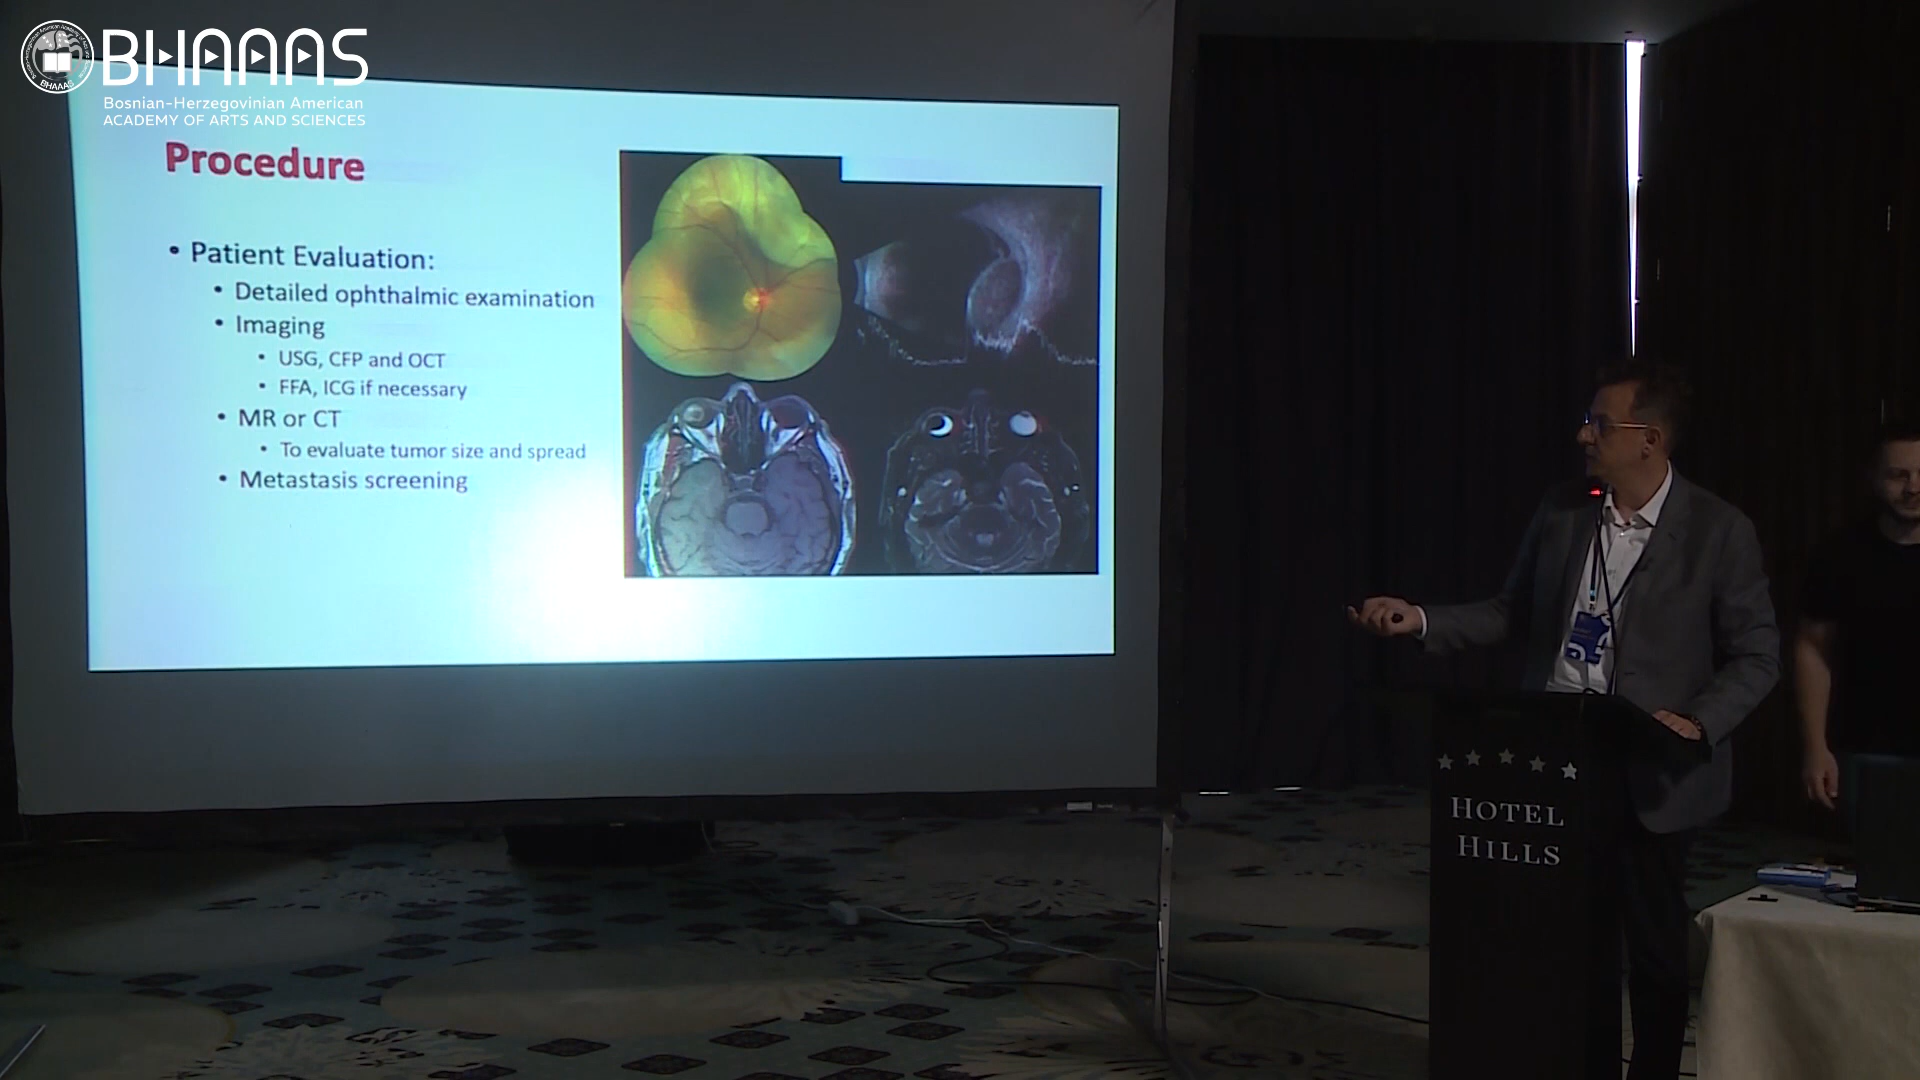 BHAAAS
Bosnian-Herzegovinian American
ACADEMY OF ARTS AND SCIENCES
Procedure
• Patient Evaluation:
• Detailed ophthalmic examination
• Imaging
• USG, CFP and OCT
• FFA, ICG if necessary
• MR or CT
• To evaluate tumor size and spread
• Metastasis screening
HOTEL
HILLS